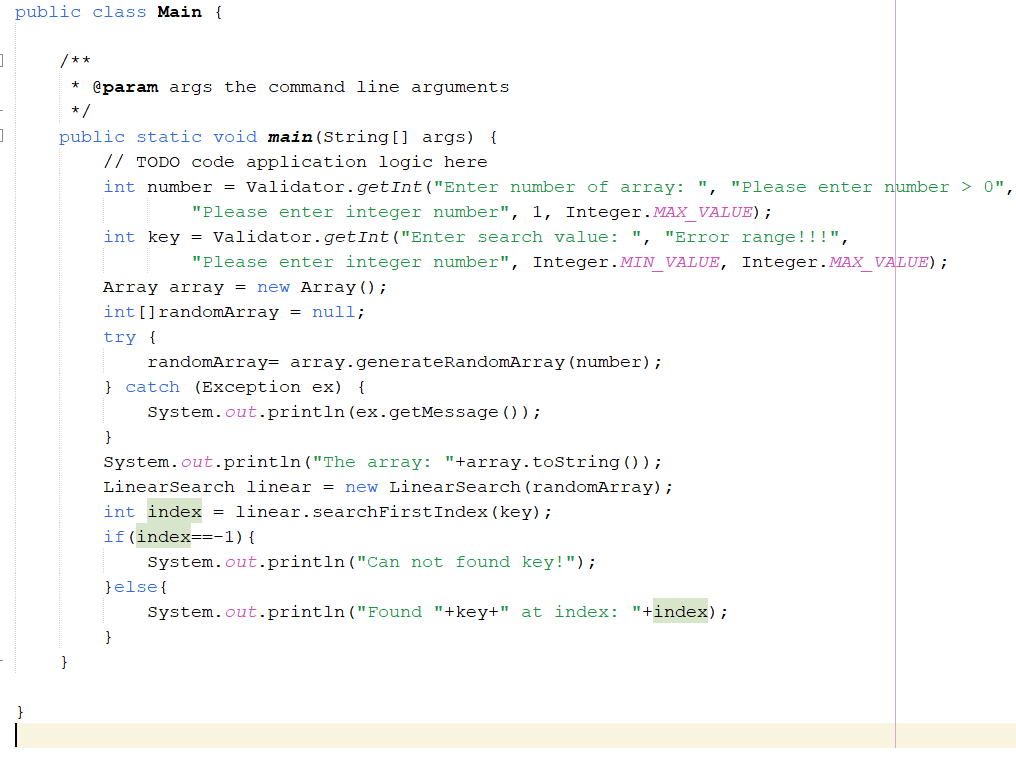 public class Main {
/**
* @param args the command line arguments
*/
public static void main(String[] args) {
// TODO code application logic here
int number = Validator.getInt("Enter number of array: ", "Please enter number > 0",
"Please enter integer number", 1, Integer.MAX_VALUE);
int key = Validator.getInt("Enter search value: ", "Error range!!!",
"Please enter integer number", Integer.MIN_VALUE, Integer.MAX_VALUE);
Array array = new Array();
int[]randomArray = null;
try {
randomArray= array.generateRandomArray(number);
} catch (Exception ex) {
System.out.println(ex.getMessage());
}
System.out.println("The array: "+array.toString());
LinearSearch linear = new LinearSearch(randomArray);
int index = linear.searchFirstIndex(key);
if(index==-1){
System.out.println("Can not found key!");
}else{
System.out.println("Found "+key+" at index: "+index);
}
}
}